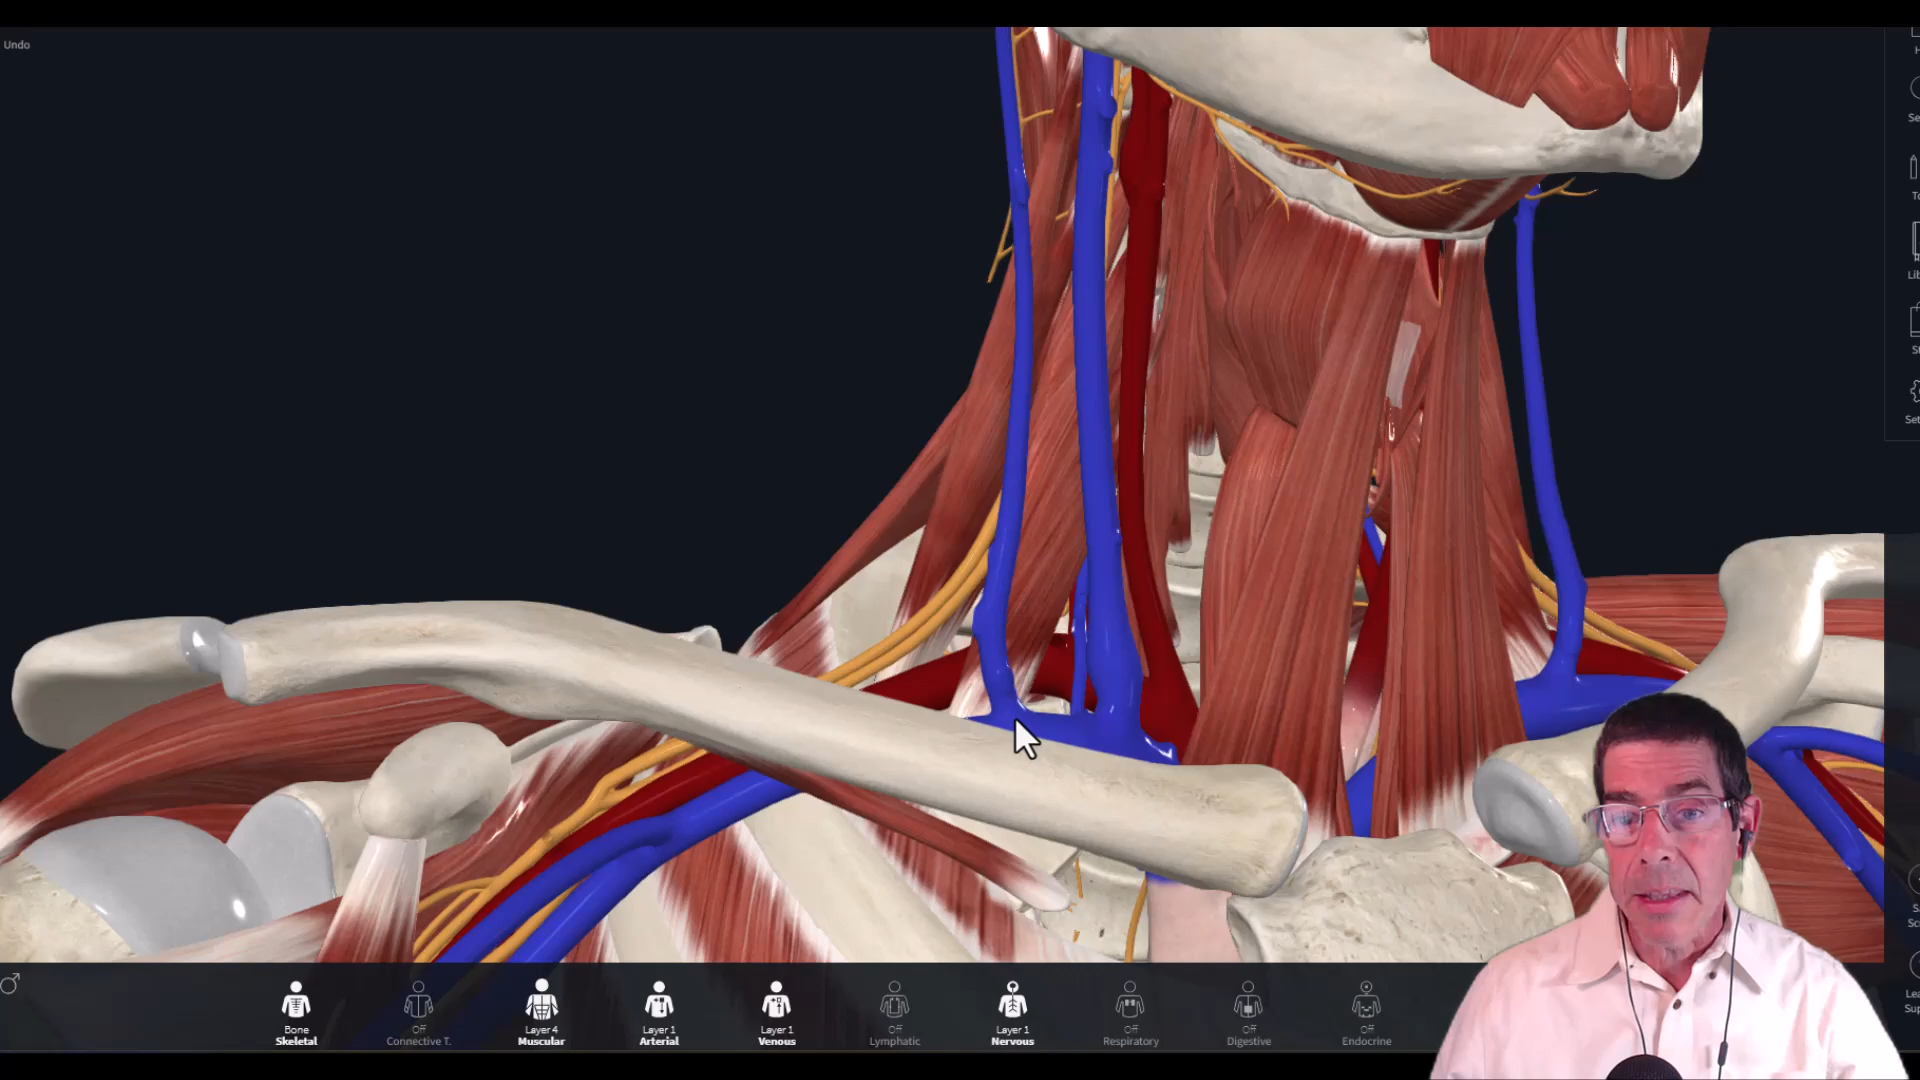 Undo
Bone
Skeletal
Off
Connective T.
Layer 4
Muscular
Layer 1
Arterial
Layer 1
Venous
Off
Lymphatic
Layer 1
Nervous
Off
Respiratory
Off
Digestive
Off
Endocrine